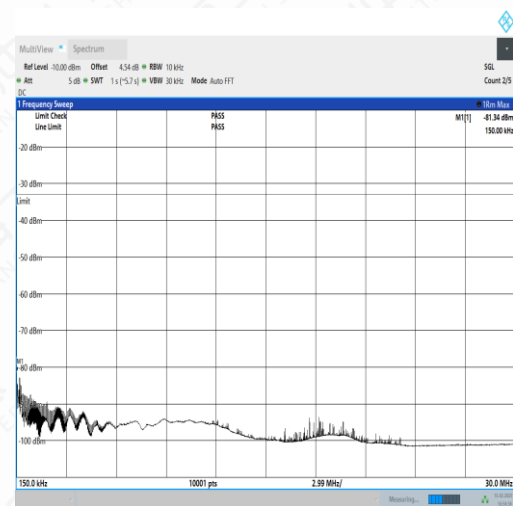 MultiView Spectrum
Ref Level -10.00 dBm Offset 4.54 dB RBW 10 kHz SGL
Att 5 dB SWT 1 s (~5.7 s) VBW 30 kHz Mode Auto FFT Count 2/5
DC
1 Frequency Sweep 1Rm Max
Limit Check PASS M1[1] -81.34 dBm
Line Limit PASS 150.00 kHz
-20 dBm
-30 dBm
Limit
-40 dBm
-50 dBm
-60 dBm
-70 dBm
M1
-80 dBm
-100 dBm
150.0 kHz 10001 pts 2.99 MHz/ 30.0 MHz
Measuring...